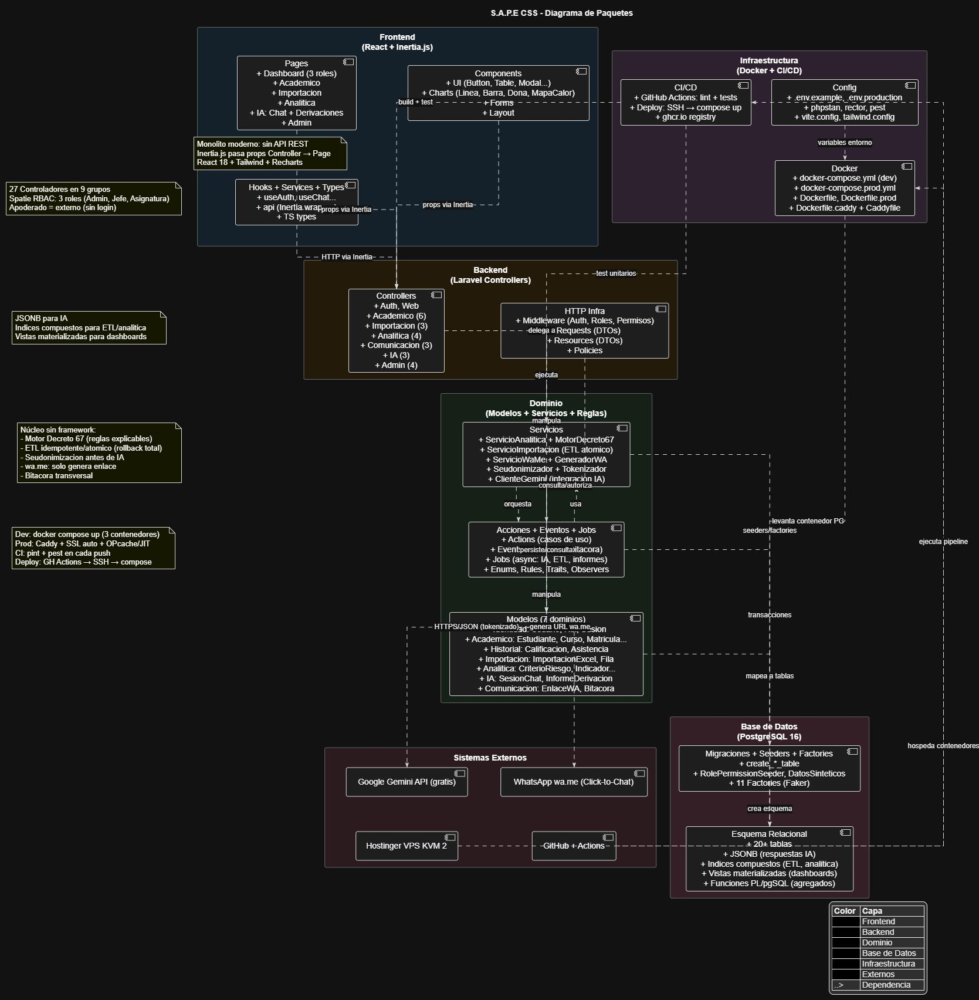 S.A.P.E CSS - Diagrama de Paquetes
Frontend
(React + Inertia.js)
Pages
+ Dashboard (3 roles)
+ Academico
+ Importacion
+ Analitica
+ IA: Chat + Derivaciones
+ Admin
Components
+ UI (Button, Table, Modal...)
+ Charts (Linea, Barra, Dona, MapaCalor)
+ Forms
+ Layout
build + test
Monolito moderno: sin API REST
Inertia.js pasa props Controller → Page
React 18 + Tailwind + Recharts
Hooks + Services + Types
+ useAuth, useChat...
+ api (Inertia
+ TS types
props via Inertia
props via Inertia
HTTP via Inertia
Infraestructura
(Docker + CI/CD)
CI/CD
+ GitHub Actions: lint + tests
+ Deploy: SSH → compose up
+ ghcr.io registry
Config
+ .env.example, .env.production
+ phpstan, rector, pest
+ vite.config, tailwind.config
variables entorno
Docker
+ docker-compose.yml (dev)
+ docker-compose.prod.yml
+ Dockerfile, Dockerfile.prod
+ Dockerfile.caddy + Caddyfile
27 Controladores en 9 grupos
Spatie RBAC: 3 roles (Admin, Jefe, Asignatura)
Apoderado = externo (sin login)
Backend
(Laravel Controllers)
test unitarios
Controllers
+ Auth, Web
+ Academico (6)
+ Importacion (3)
+ Analitica (4)
+ Comunicacion (3)
+ IA (3)
+ Admin (4)
HTTP Infra
+ Middleware (Auth, Roles, Permisos)
+ Requests (DTOs)
+ Resources (DTOs)
+ Policies
delega a
ejecuta
JSONB para IA
Indices compuestos para ETL/analitica
Vistas materializadas para dashboards
Dominio
(Modelos + Servicios + Reglas)
manipula
Servicios
+ ServicioAnalitica + MotorDecreto67
+ ServicioImportacion (ETL atomico)
+ ServicioWaMe + GeneradorWA
+ Seudonimizador + Tokenizador
+ ClienteGemini (integracion IA)
consulta/autoriza
orquesta
usa
Núcleo sin framework:
- Motor Decreto 67 (reglas explicables)
- ETL idempotente/atomico (rollback total)
- Seudonimizacion antes de IA
- wa.me: solo genera enlace
- Bitacora transversal
Acciones + Eventos + Jobs
+ Actions (casos de uso)
persiste/consulta
+ Jobs (async: IA, ETL, informes)
+ Enums, Rules, Traits, Observers
manipula
levanta contenedor PG
seeders/factories
ejecuta pipeline
Dev: docker compose up (3 contenedores)
Prod: Caddy + SSL auto + OPcache/JIT
CI: pint + pest en cada push
Deploy: GH Actions → SSH → compose
transacciones
Modelos (7 dominios)
HTTPS/JSON (tokenizado)
genera URL wa.me
+ Academico: Estudiante, Curso, Matricula...
+ Historial: Calificacion, Asistencia
+ Importacion: ImportacionExcel, Fila
+ Analitica: CriterioRiesgo, Indicador...
+ IA: SesionChat, InformeDerivacion
+ Comunicacion: EnlaceWA, Bitacora
mapea a tablas
hospeda contenedores
Sistemas Externos
Google Gemini API (gratis)
WhatsApp wa.me (Click-to-Chat)
Hostinger VPS KVM 2
GitHub + Actions
Base de Datos
(PostgreSQL 16)
Migraciones + Seeders + Factories
+ create_*_table
+ RolePermissionSeeder, DatosSinteticos
+ 11 Factories (Faker)
crea esquema
Esquema Relacional
+ 20+ tablas
+ JSONB (respuestas IA)
+ Indices compuestos (ETL, analitica)
+ Vistas materializadas (dashboards)
+ Funciones PL/pgSQL (agregados)
Color Capa
Frontend
Backend
Dominio
Base de Datos
Infraestructura
Externos
..> Dependencia